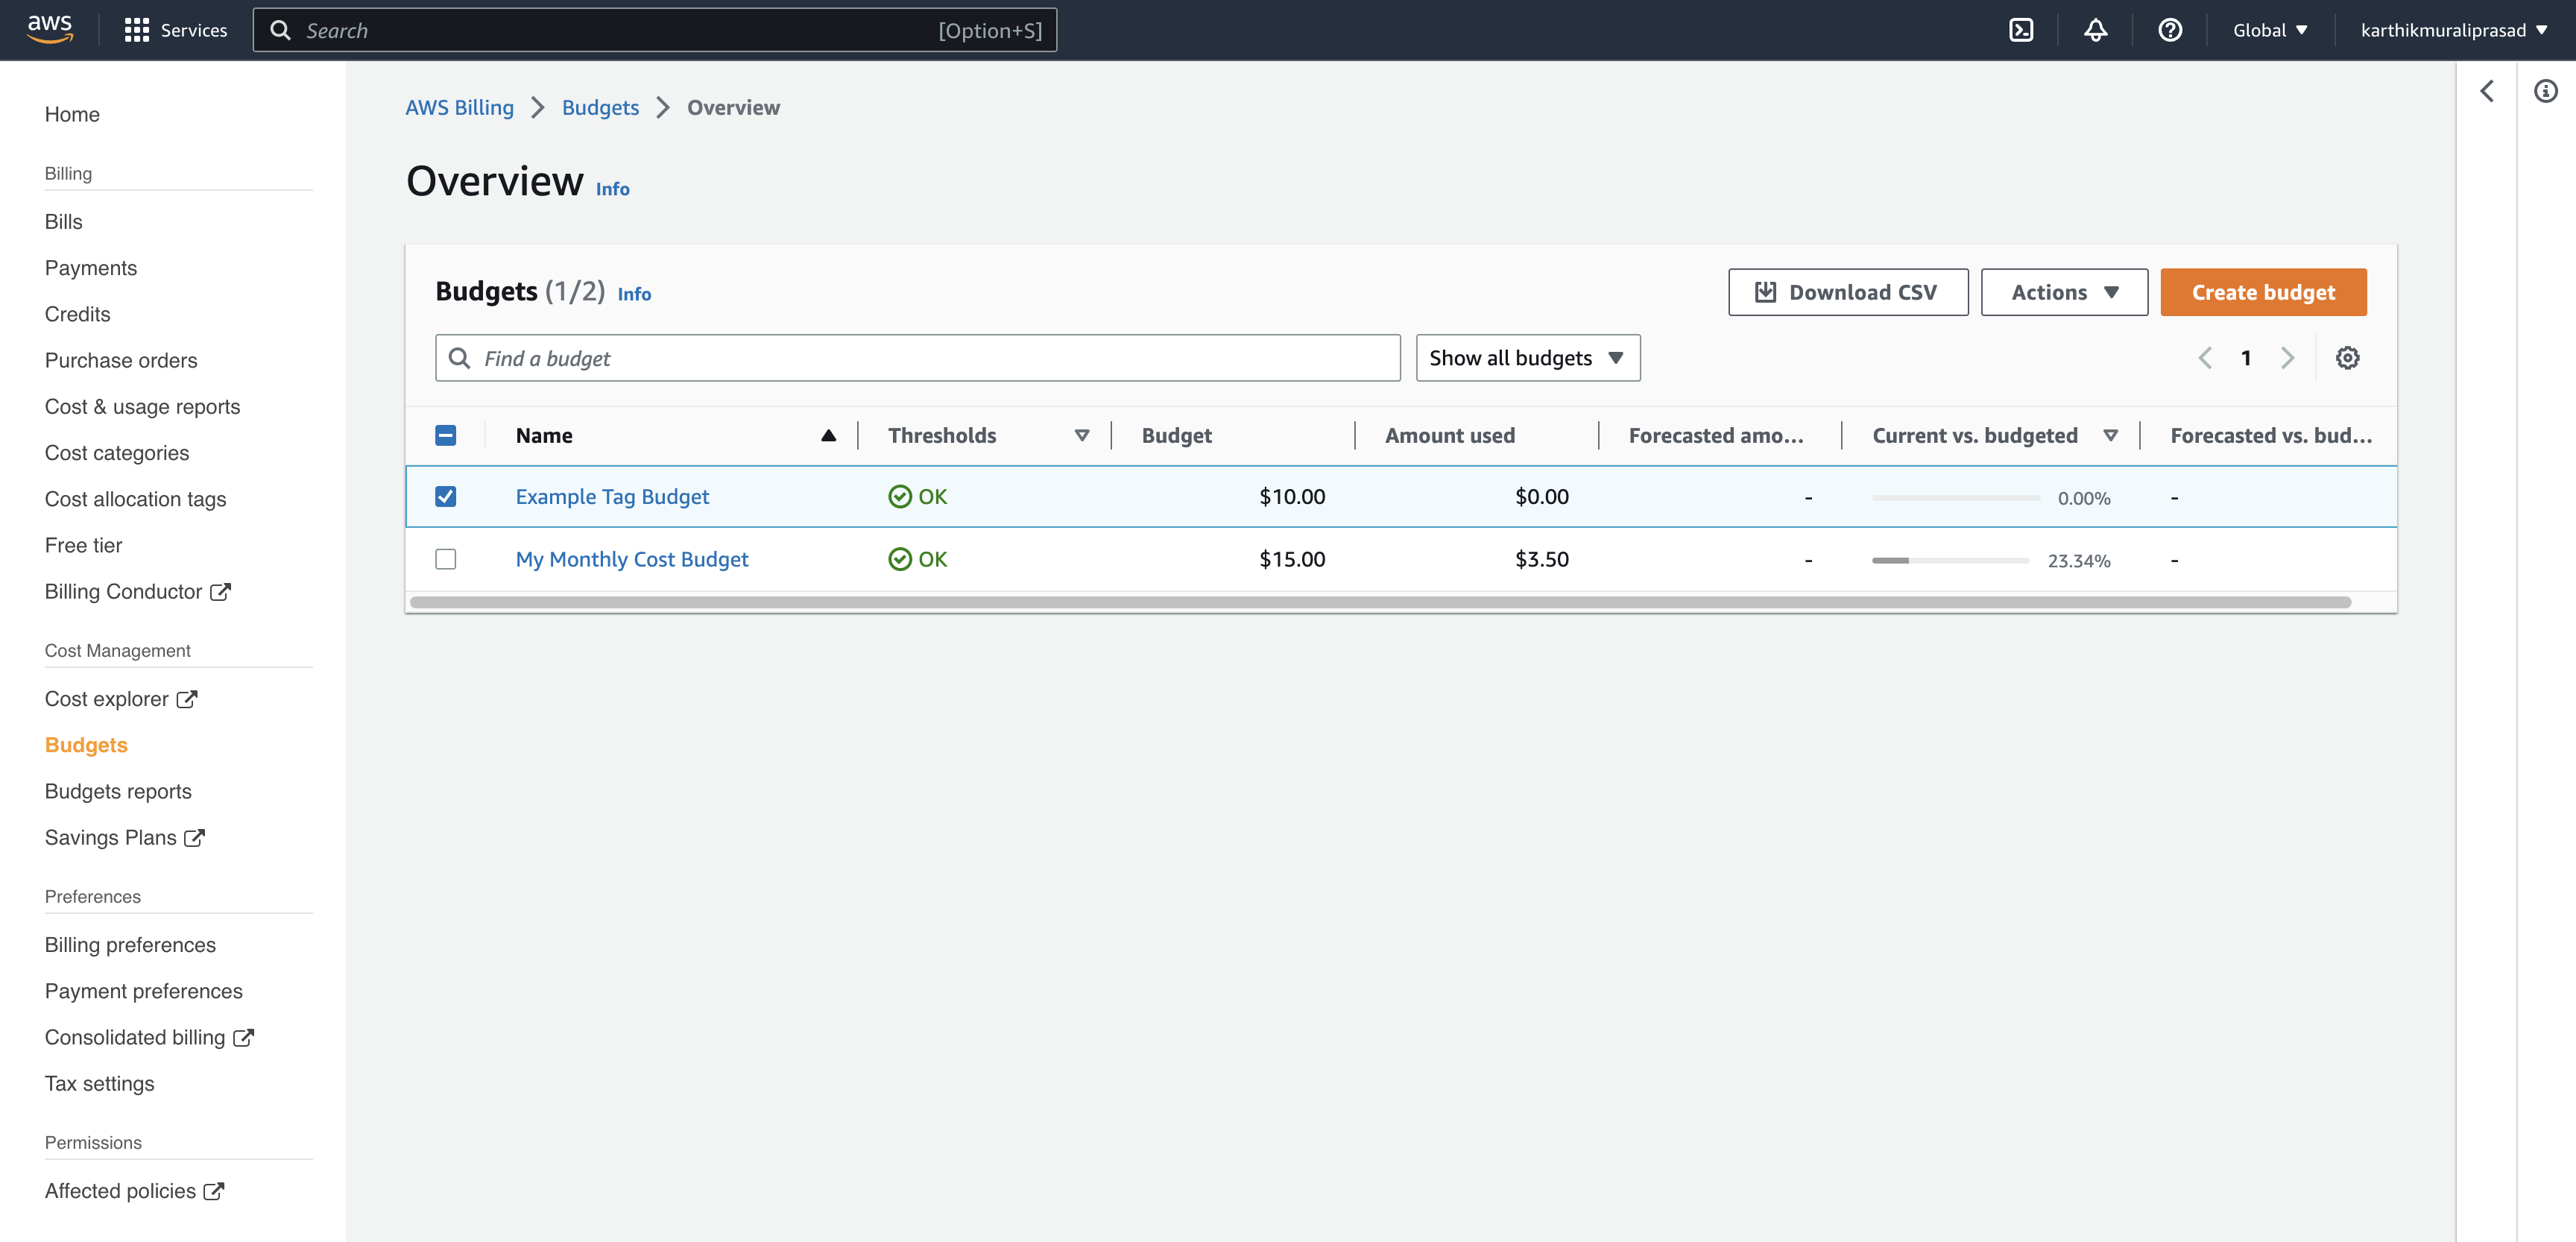 aws
Services
Search
[Option+S]
Global
karthikmuraliprasad
Home
Billing
Bills
Payments
Credits
Purchase orders
Cost & usage reports
Cost categories
Cost allocation tags
Free tier
Billing Conductor
Cost Management
Cost explorer
Budgets
Budgets reports
Savings Plans
Preferences
Billing preferences
Payment preferences
Consolidated billing
Tax settings
Permissions
Affected policies
AWS Billing > Budgets > Overview
Overview Info
Budgets (1/2) Info
Download CSV
Actions
Create budget
Find a budget
Show all budgets
1
Name Thresholds Budget Amount used Forecasted amo... Current vs. budgeted Forecasted vs. bud...
Example Tag Budget OK $10.00 $0.00 - 0.00% -
My Monthly Cost Budget OK $15.00 $3.50 - 23.34% -